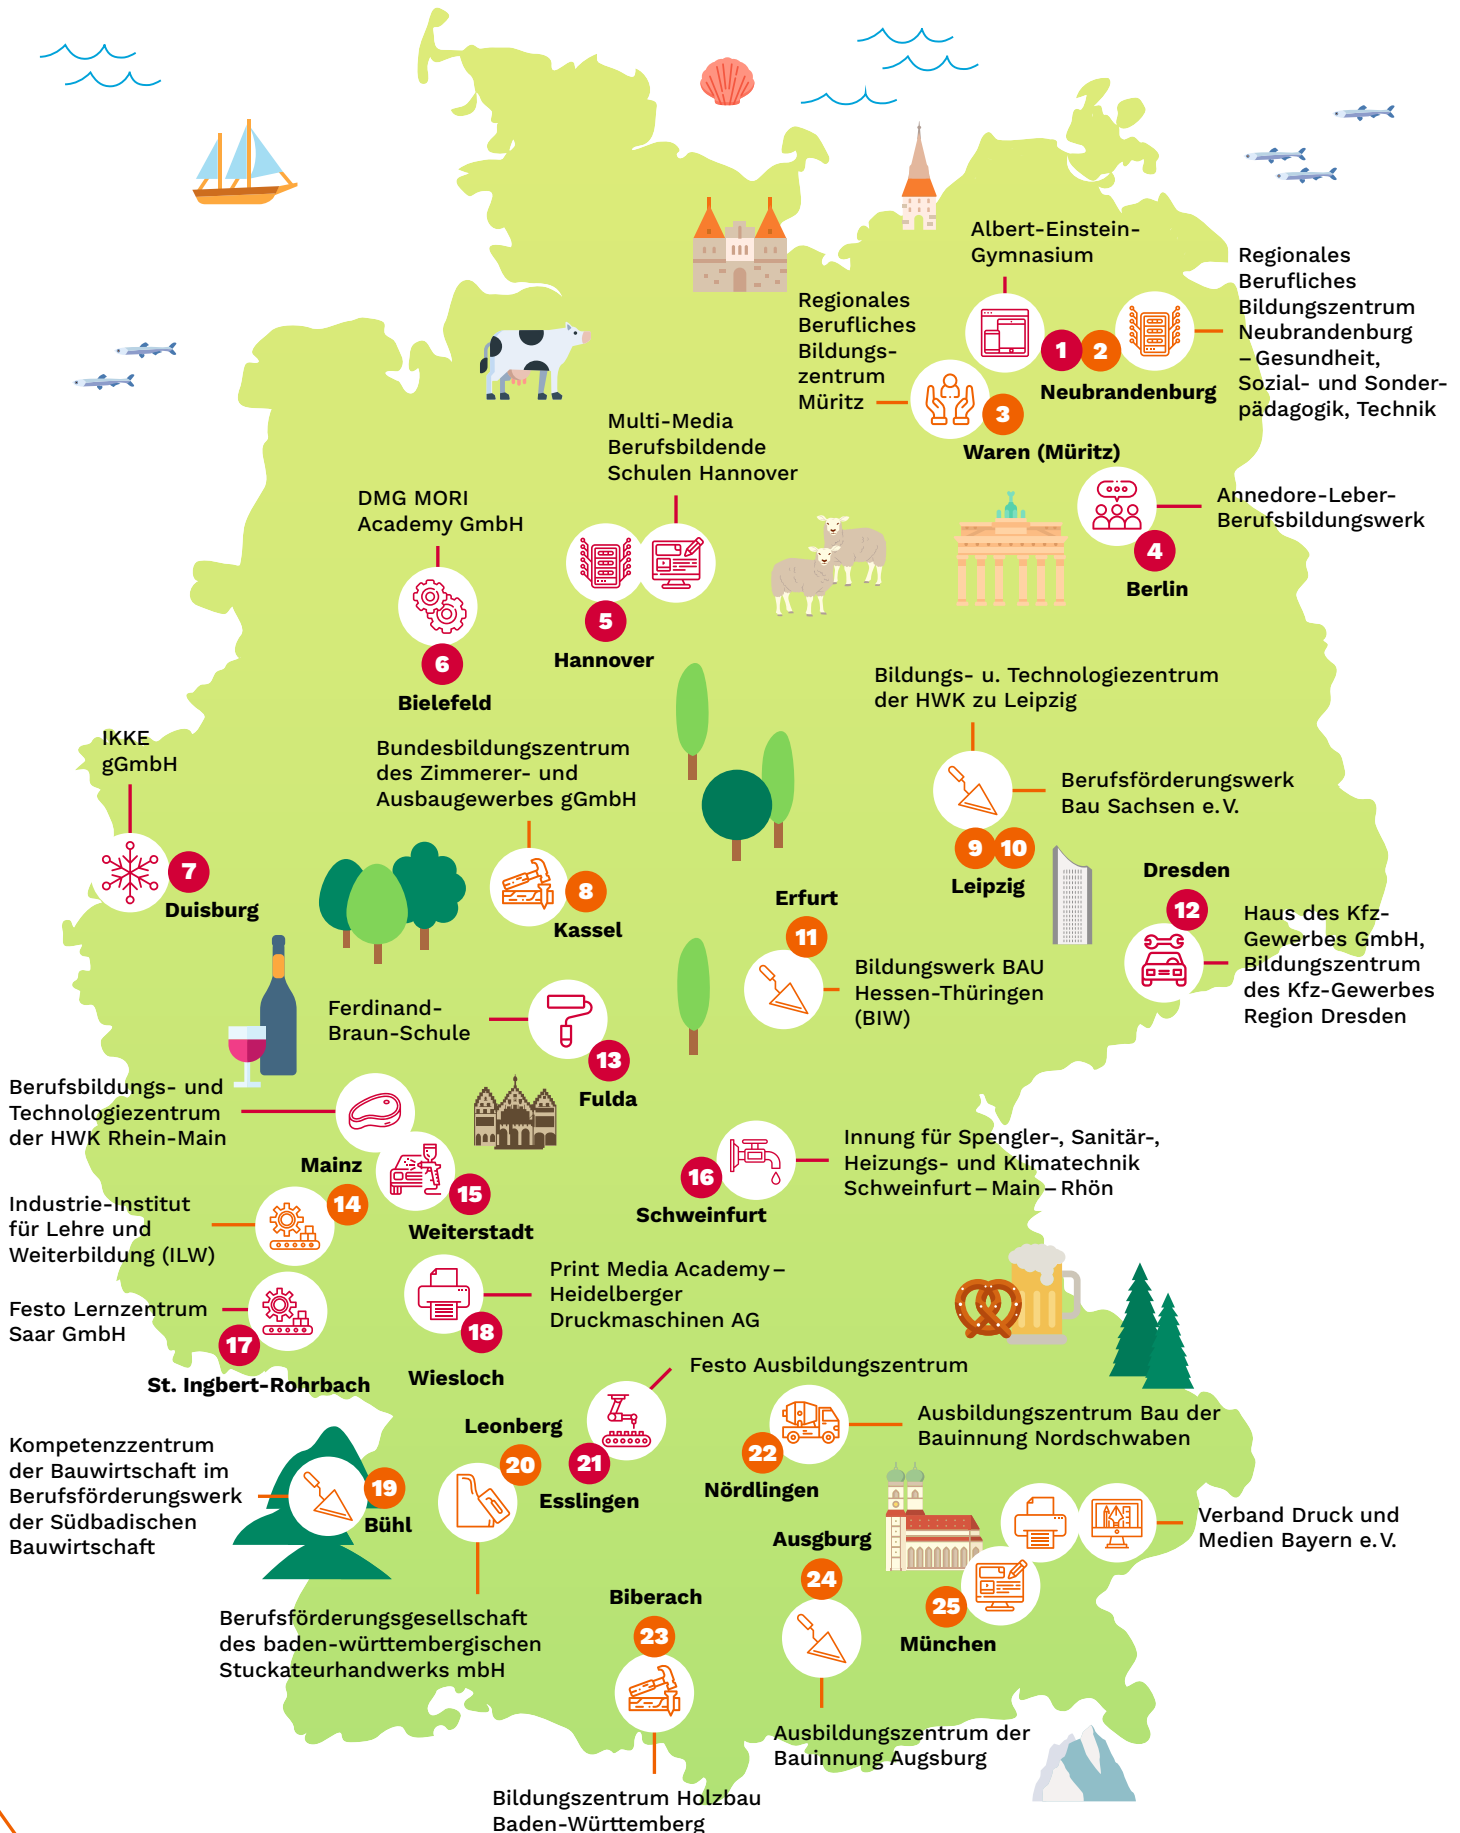 Albert-Einstein-
Gymnasium
Regionales
Berufliches
Bildungszentrum
Neubrandenburg
– Gesundheit,
Sozial- und Sonder-
pädagogik, Technik
1
2
Neubrandenburg
Regionales
Berufliches
Bildungs-
zentrum
Müritz
3
Waren (Müritz)
Annedore-Leber-
Berufsbildungswerk
4
Berlin
Multi-Media
Berufsbildende
Schulen Hannover
5
Hannover
DMG MORI
Academy GmbH
6
Bielefeld
IKKE
gGmbH
7
Duisburg
Bundesbildungszentrum
des Zimmerer- und
Ausbaugewerbes gGmbH
8
Kassel
Bildungs- u. Technologiezentrum
der HWK zu Leipzig
Berufsförderungswerk
Bau Sachsen e.V.
9
10
Leipzig
Erfurt
11
Bildungswerk BAU
Hessen-Thüringen
(BIW)
Dresden
12
Haus des Kfz-
Gewerbes GmbH,
Bildungszentrum
des Kfz-Gewerbes
Region Dresden
Ferdinand-
Braun-Schule
13
Fulda
Berufsbildungs- und
Technologiezentrum
der HWK Rhein-Main
Mainz
14
15
Weiterstadt
Industrie-Institut
für Lehre und
Weiterbildung (ILW)
16
Schweinfurt
Innung für Spengler-, Sanitär-,
Heizungs- und Klimatechnik
Schweinfurt – Main – Rhön
Festo Lernzentrum
Saar GmbH
17
St. Ingbert-Rohrbach
Print Media Academy –
Heidelberger
Druckmaschinen AG
18
Wiesloch
Kompetenzzentrum
der Bauwirtschaft im
Berufsförderungswerk
der Südbadischen
Bauwirtschaft
19
Bühl
Leonberg
20
Berufsförderungsgesellschaft
des baden-württembergischen
Stuckateurhandwerks mbH
Festo Ausbildungszentrum
21
Esslingen
Ausbildungszentrum Bau der
Bauinnung Nordschwaben
22
Nördlingen
Biberach
23
Bildungszentrum Holzbau
Baden-Württemberg
Ausgburg
24
Ausbildungszentrum der
Bauinnung Augsburg
Verband Druck und
Medien Bayern e.V.
25
München